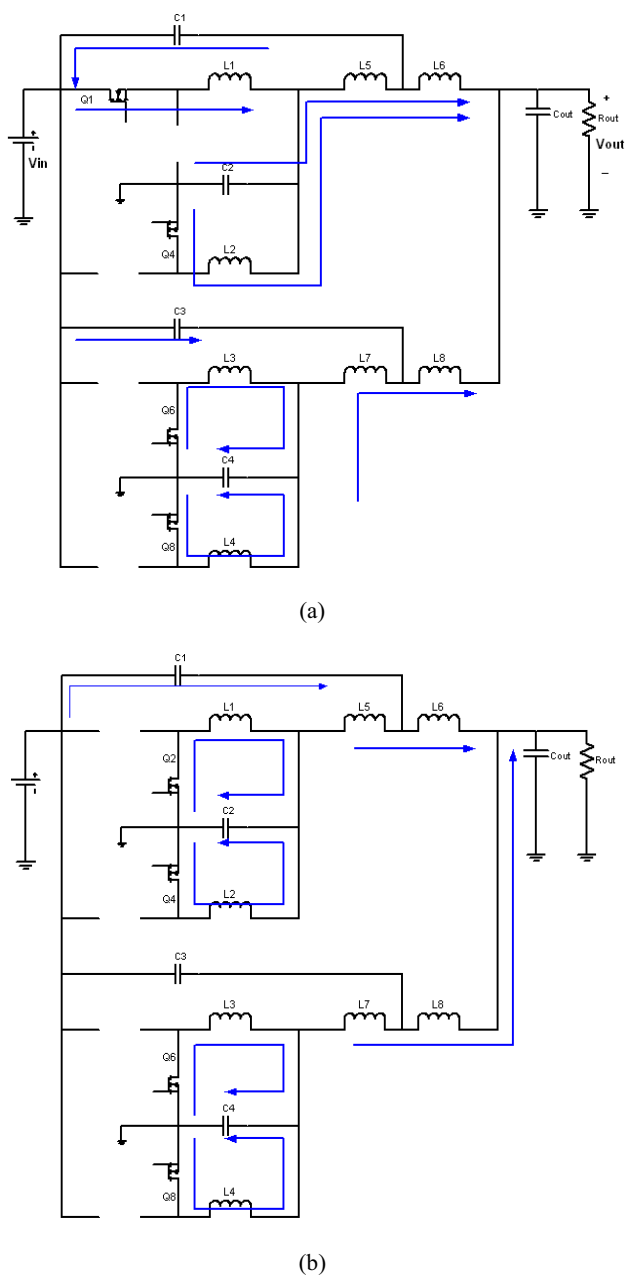 C1
L1
L5
L6
Q1
+
-
Vin
Cout
Rout
+
Vout
–
C2
Q4
L2
C3
L3
L7
L8
Q6
C4
Q8
L4
(a)
C1
L1
L5
L6
Q2
+
-
Cout
Rout
C2
Q4
L2
C3
L3
L7
L8
Q6
C4
Q8
L4
(b)